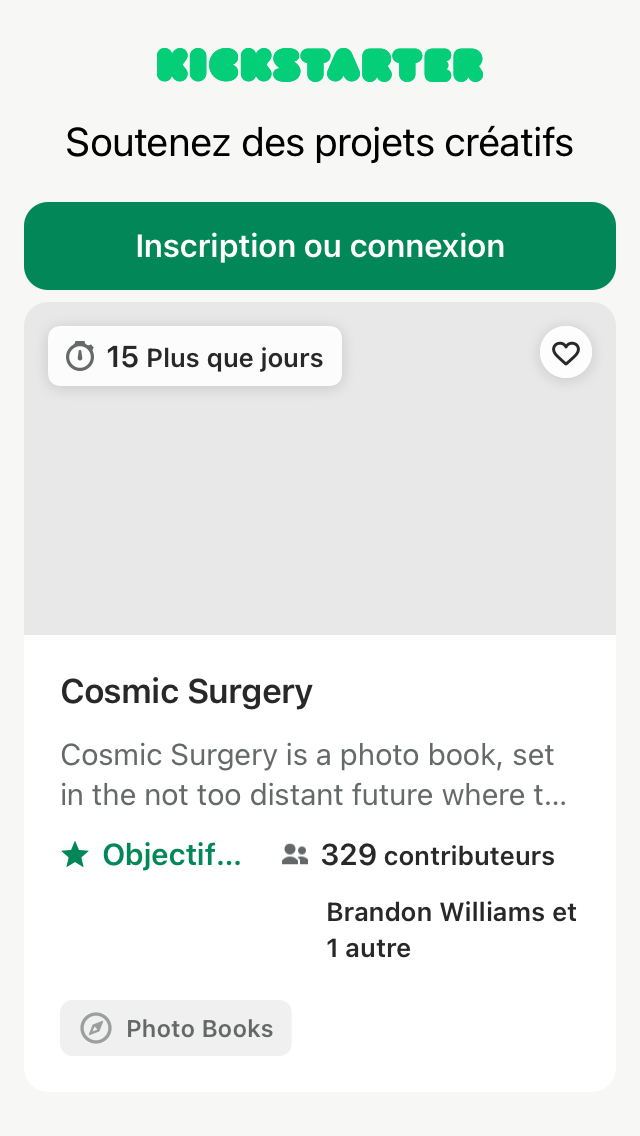 KICKSTARTER
Soutenez des projets créatifs
Inscription ou connexion
15 Plus que jours
Cosmic Surgery
Cosmic Surgery is a photo book, set
in the not too distant future where t...
Objectif...
329 contributeurs
Brandon Williams et
1 autre
Photo Books